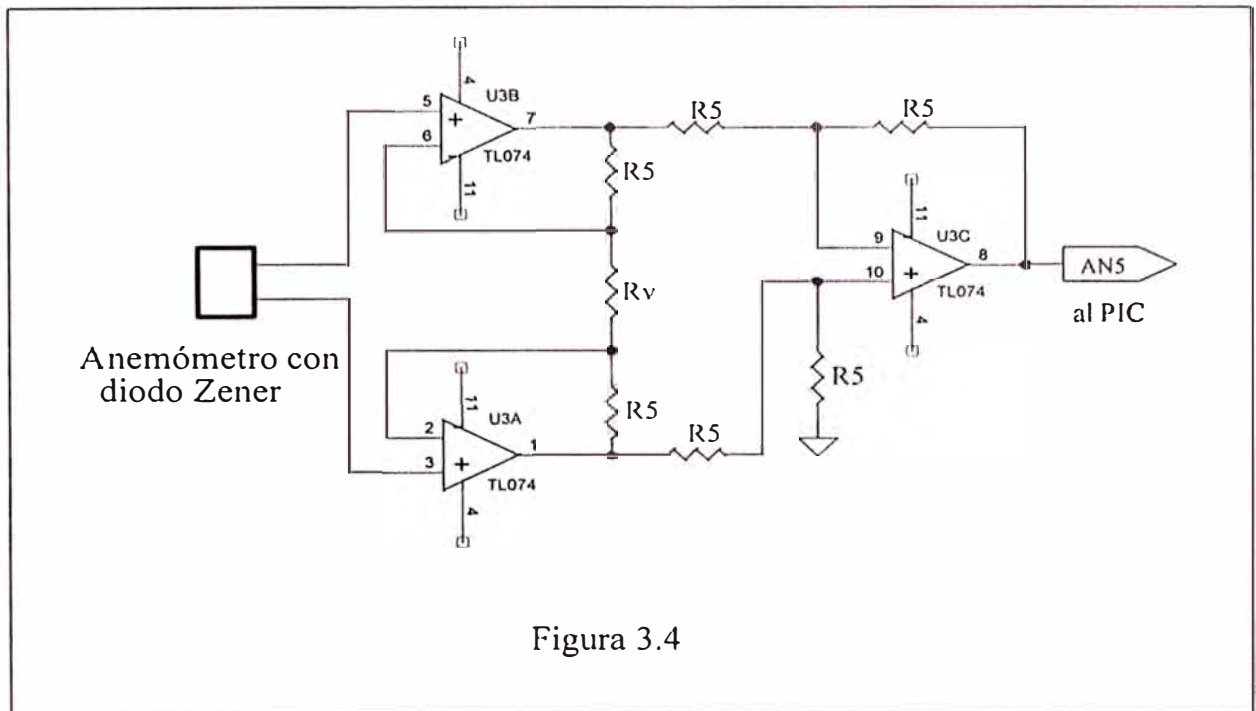 4
U3B
5
+
7
6
-
TL074
11
R5
R5
R5
Rv
Anemómetro con
diodo Zener
11
U3A
2
-
1
3
+
TL074
4
R5
R5
11
U3C
9
-
8
10
+
TL074
4
AN5
al PIC
R5
Figura 3.4